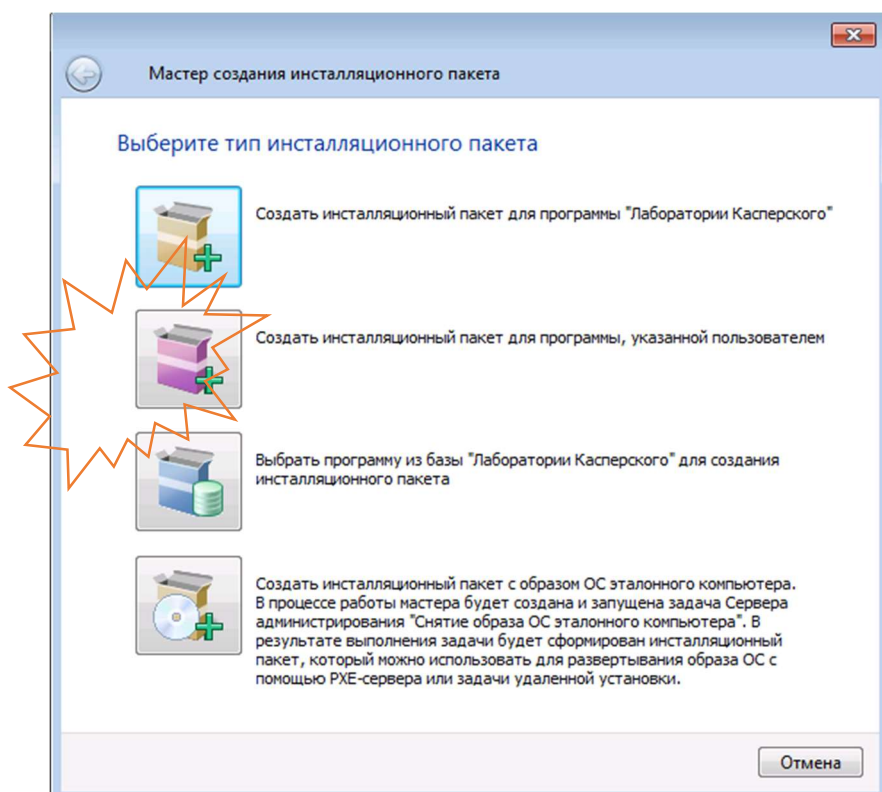 Мастер создания инсталляционного пакета
Выберите тип инсталляционного пакета
Создать инсталляционный пакет для программы "Лаборатории Касперского"
Создать инсталляционный пакет для программы, указанной пользователем
Выбрать программу из базы "Лаборатории Касперского" для создания
инсталляционного пакета
Создать инсталляционный пакет с образом ОС эталонного компьютера.
В процессе работы мастера будет создана и запущена задача Сервера
администрирования "Снятие образа ОС эталонного компьютера". В
результате выполнения задачи будет сформирован инсталляционный
пакет, который можно использовать для развертывания образа ОС с
помощью PXE-сервера или задачи удаленной установки.
Отмена